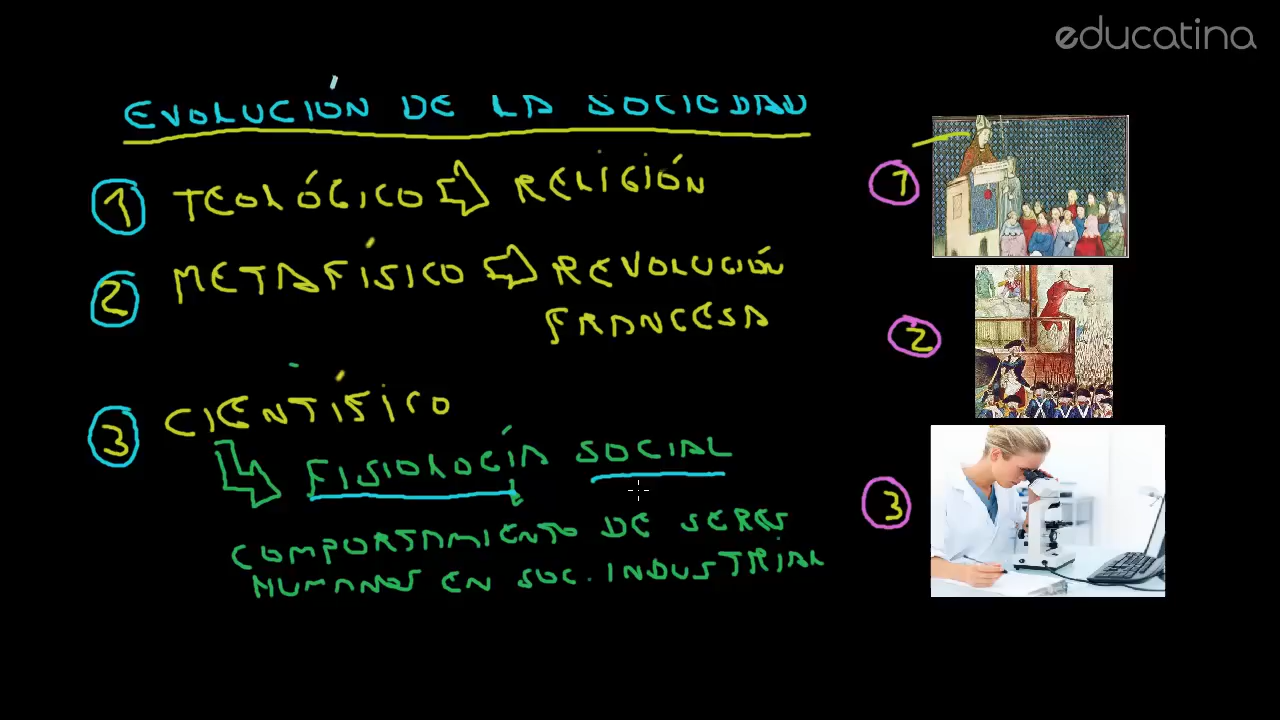 educatina
EVOLUCIÓN DE LA SOCIEDAD
1 TEOLÓGICO ⇨ RELIGIÓN
2 METAFÍSICO ⇨ REVOLUCIÓN
FRANCESA
3 CIENTÍFICO
FISIOLOGÍA SOCIAL
COMPORTAMIENTO DE SERES
HUMANOS EN SOC. INDUSTRIAL
1
2
3